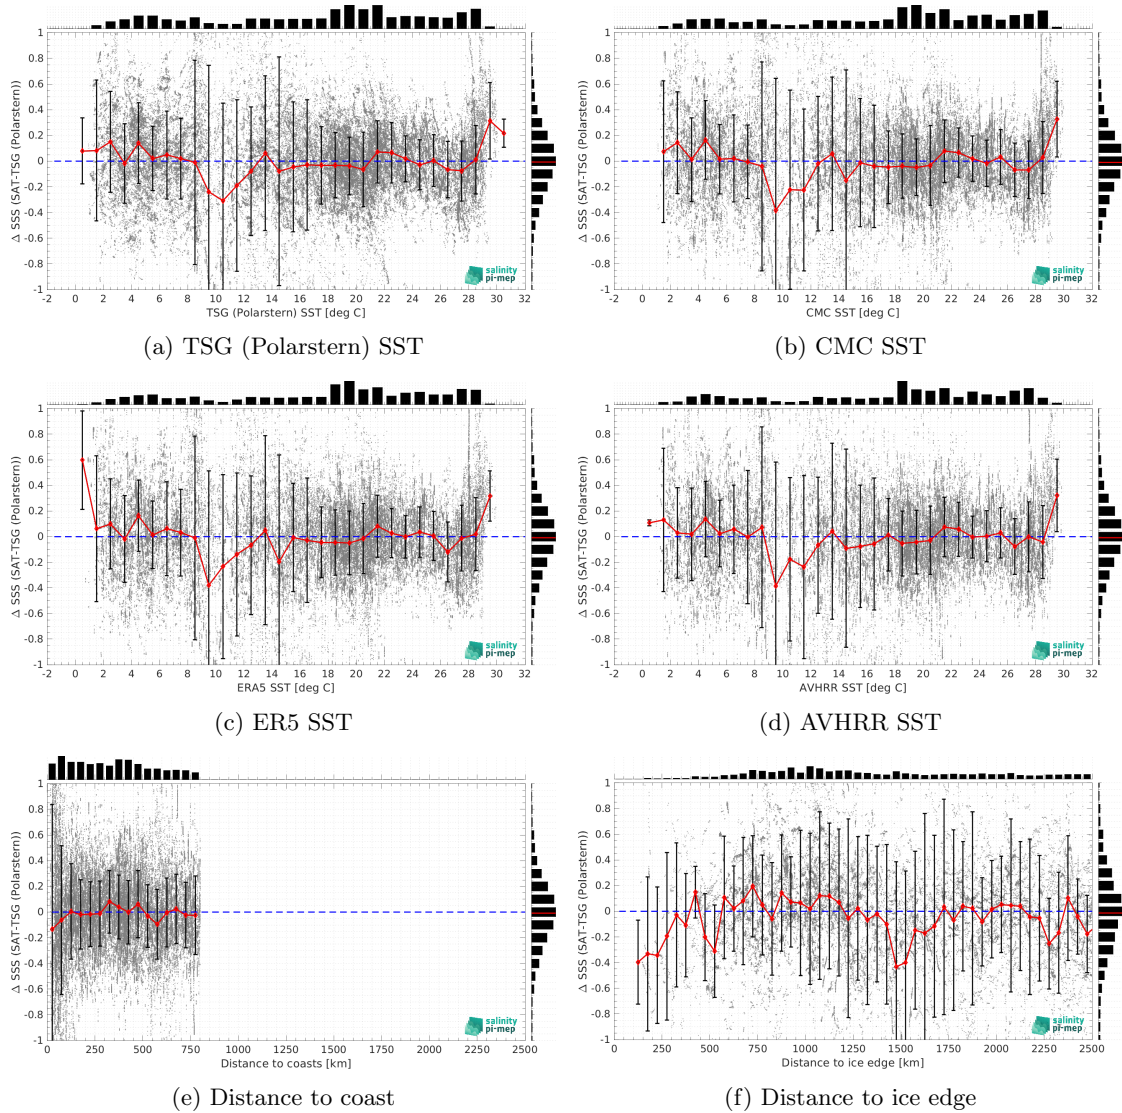 1
0.8
0.6
0.4
0.2
0
-0.2
-0.4
-0.6
-0.8
-1
Δ SSS (SAT-TSG (Polarstern))
salinity
pi-mep
-2 0 2 4 6 8 10 12 14 16 18 20 22 24 26 28 30 32
TSG (Polarstern) SST [deg C]
(a) TSG (Polarstern) SST
1
0.8
0.6
0.4
0.2
0
-0.2
-0.4
-0.6
-0.8
-1
Δ SSS (SAT-TSG (Polarstern))
salinity
pi-mep
-2 0 2 4 6 8 10 12 14 16 18 20 22 24 26 28 30 32
CMC SST [deg C]
(b) CMC SST
1
0.8
0.6
0.4
0.2
0
-0.2
-0.4
-0.6
-0.8
-1
Δ SSS (SAT-TSG (Polarstern))
salinity
pi-mep
-2 0 2 4 6 8 10 12 14 16 18 20 22 24 26 28 30 32
ERA5 SST [deg C]
(c) ER5 SST
1
0.8
0.6
0.4
0.2
0
-0.2
-0.4
-0.6
-0.8
-1
Δ SSS (SAT-TSG (Polarstern))
salinity
pi-mep
-2 0 2 4 6 8 10 12 14 16 18 20 22 24 26 28 30 32
AVHRR SST [deg C]
(d) AVHRR SST
1
0.8
0.6
0.4
0.2
0
-0.2
-0.4
-0.6
-0.8
-1
Δ SSS (SAT-TSG (Polarstern))
salinity
pi-mep
0 250 500 750 1000 1250 1500 1750 2000 2250 2500
Distance to coasts [km]
(e) Distance to coast
1
0.8
0.6
0.4
0.2
0
-0.2
-0.4
-0.6
-0.8
-1
Δ SSS (SAT-TSG (Polarstern))
salinity
pi-mep
0 250 500 750 1000 1250 1500 1750 2000 2250 2500
Distance to ice edge [km]
(f) Distance to ice edge